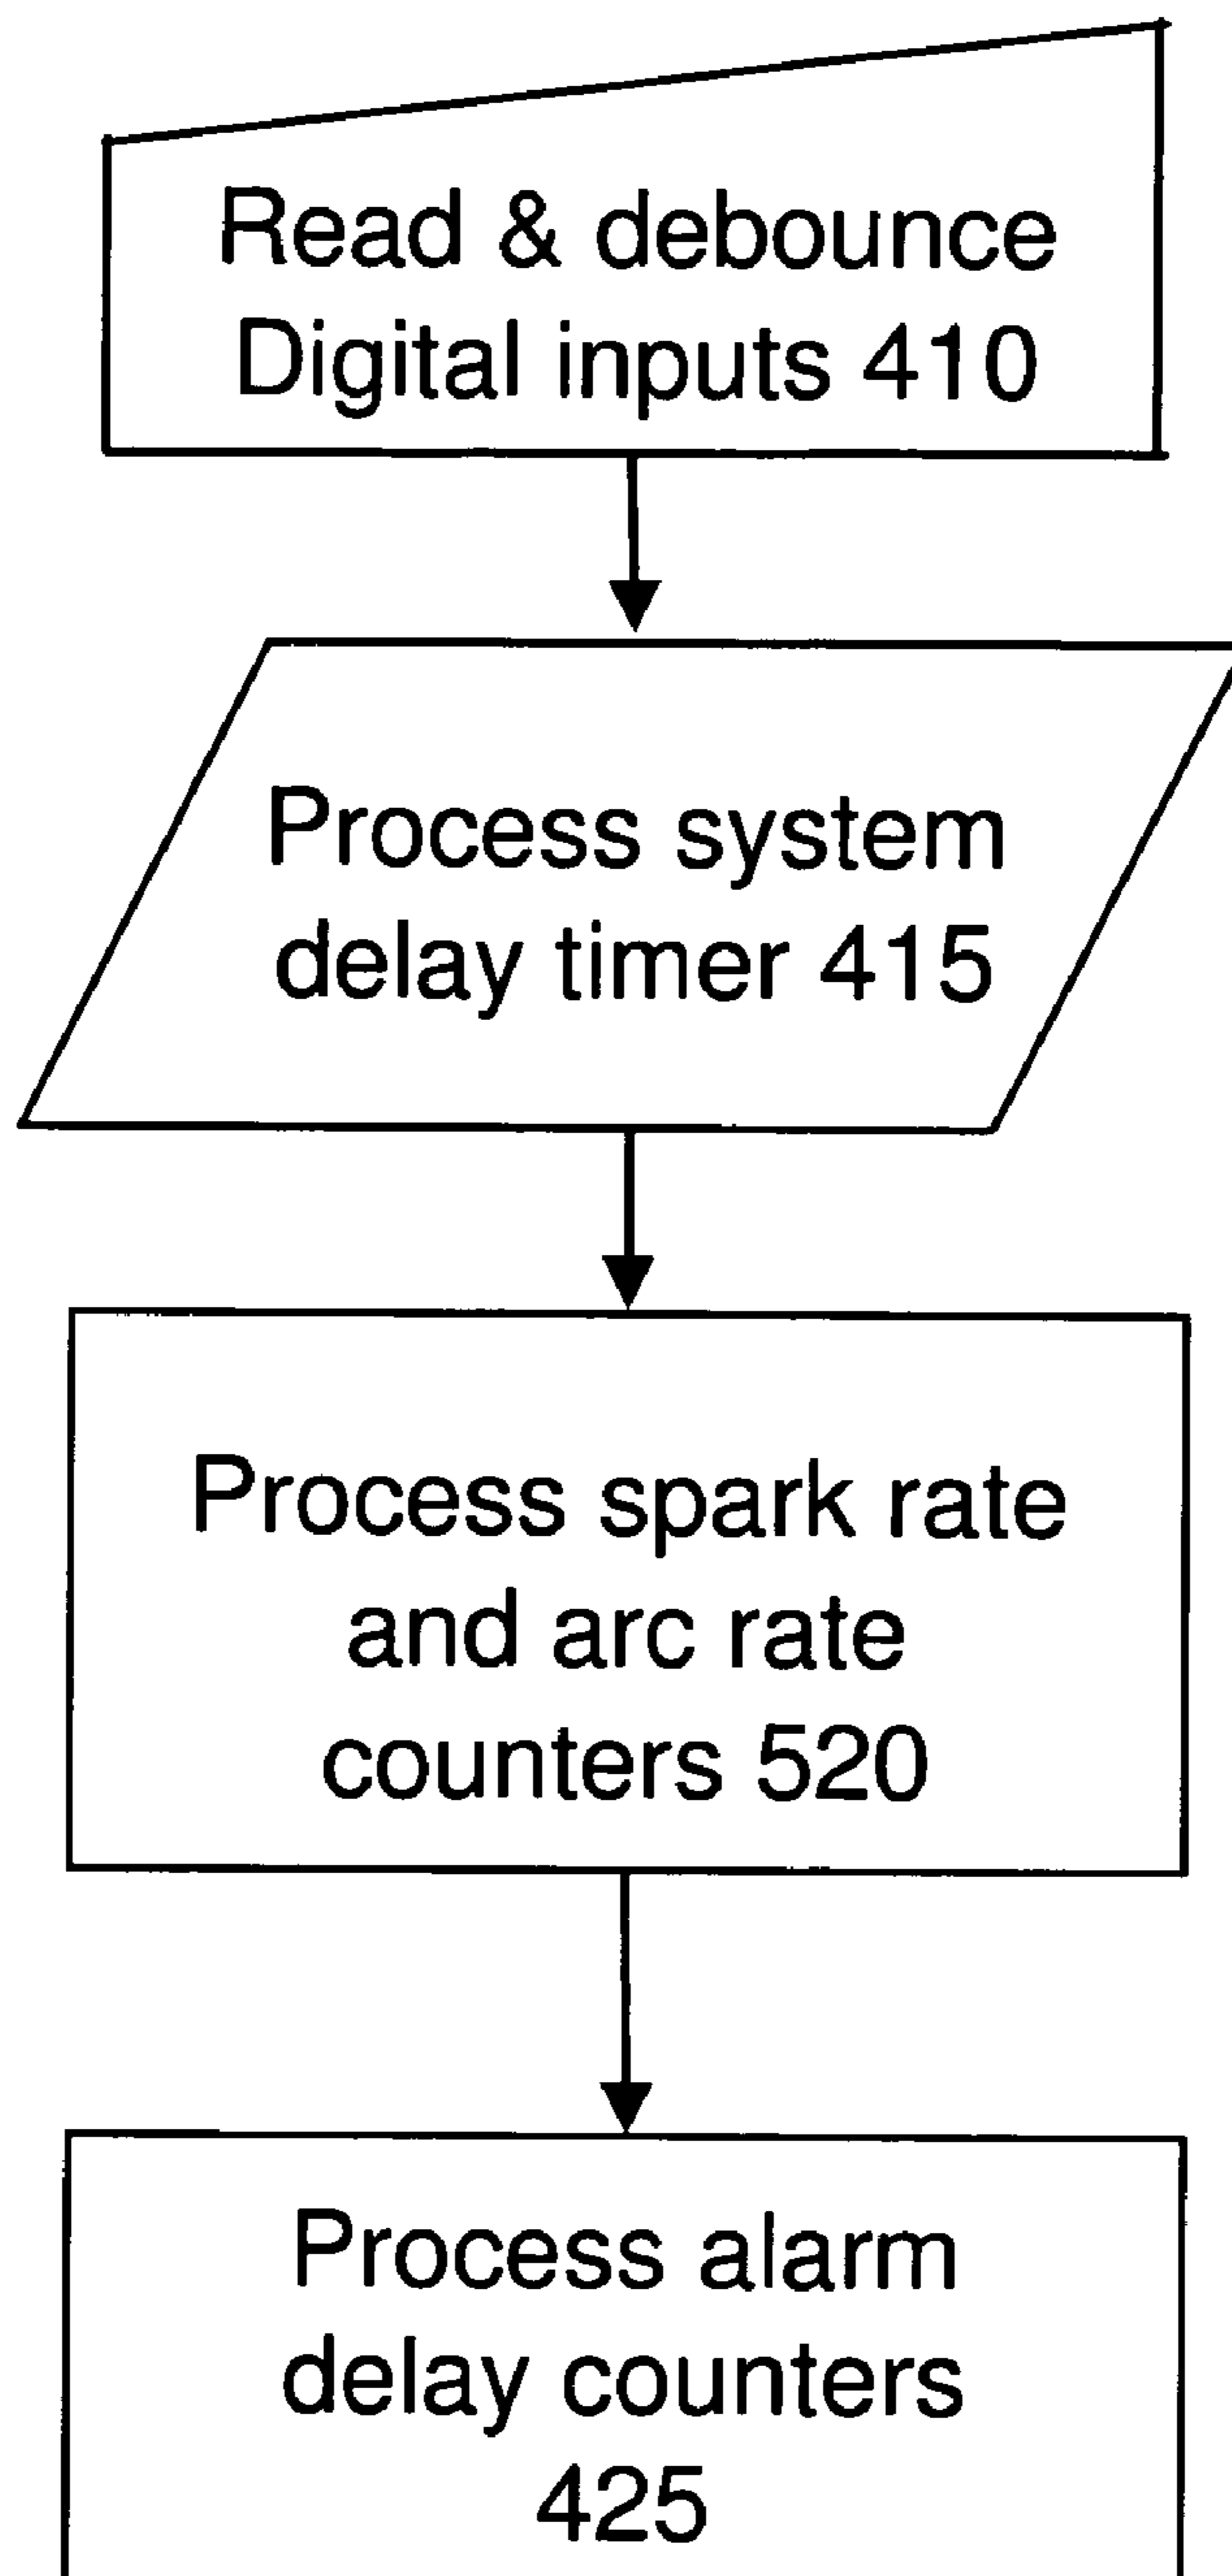 Read & debounce
Digital inputs 410
Process system
delay timer 415
Process spark rate
and arc rate
counters 520
Process alarm
delay counters
425